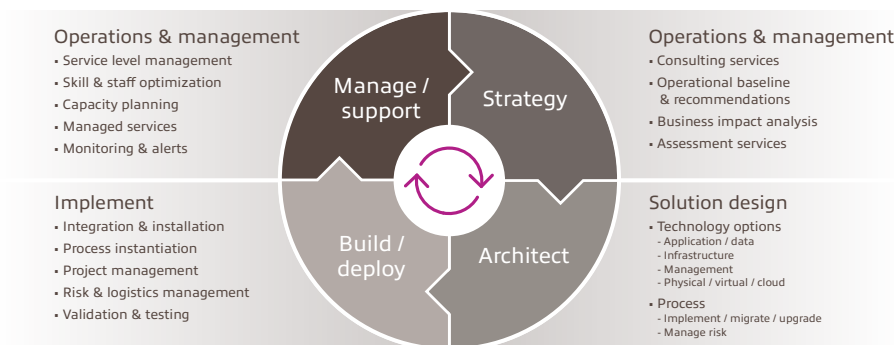 Operations & management
▪ Service level management
▪ Skill & staff optimization
▪ Capacity planning
▪ Managed services
▪ Monitoring & alerts
Manage /
support
Strategy
Operations & management
▪ Consulting services
▪ Operational baseline
& recommendations
▪ Business impact analysis
▪ Assessment services
Implement
▪ Integration & installation
▪ Process instantiation
▪ Project management
▪ Risk & logistics management
▪ Validation & testing
Build /
deploy
Architect
Solution design
▪ Technology options
- Application / data
- Infrastructure
- Management
- Physical / virtual / cloud
▪ Process
- Implement / migrate / upgrade
- Manage risk